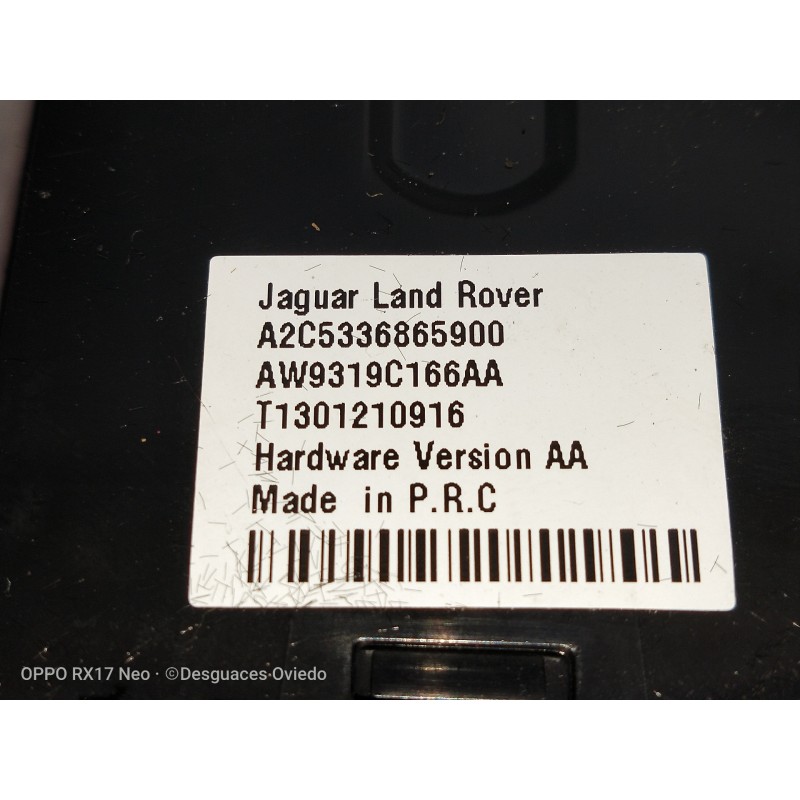 Jaguar Land Rover
A2C5336865900
AW9319C166AA
T1301210916
Hardware Version AA
Made in P.R.C
OPPO RX17 Neo · ©Desguaces Oviedo